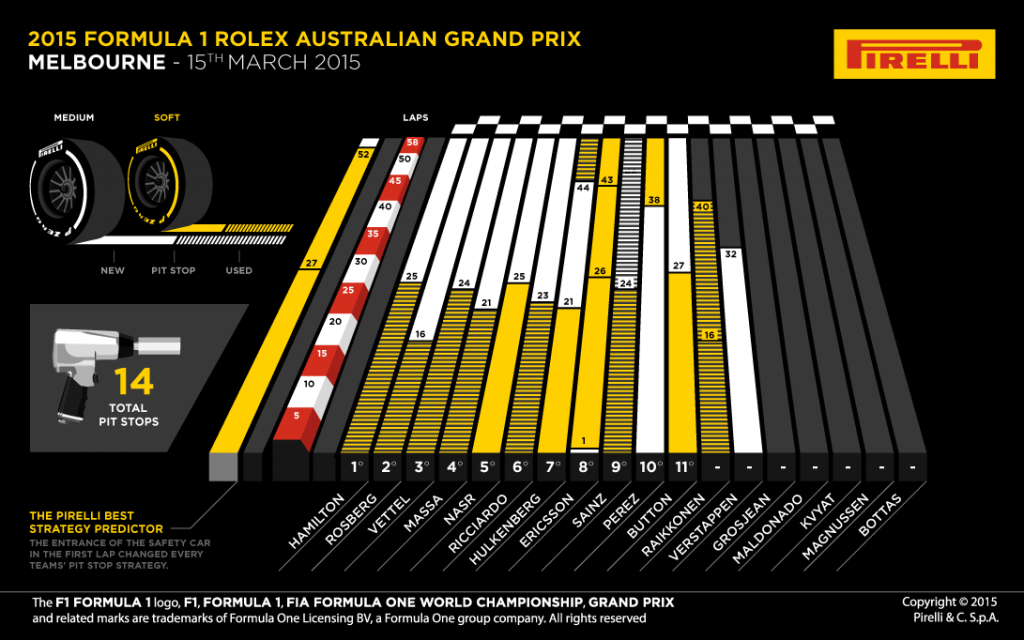 2015 FORMULA 1 ROLEX AUSTRALIAN GRAND PRIX
MELBOURNE - 15TH MARCH 2015
PIRELLI
MEDIUM
SOFT
LAPS
PIRELLI
PIRELLI
P ZERO
P ZERO
NEW
PIT STOP
USED
14
TOTAL
PIT STOPS
52
27
58
50
45
40
35
30
25
20
15
10
5
25
16
24
21
25
23
21
44
1
43
26
24
38
27
40
16
32
1°
2°
3°
4°
5°
6°
7°
8°
9°
10°
11°
-
-
-
-
-
-
-
HAMILTON
ROSBERG
VETTEL
MASSA
NASR
RICCIARDO
HULKENBERG
ERICSSON
SAINZ
PEREZ
BUTTON
RAIKKONEN
VERSTAPPEN
GROSJEAN
MALDONADO
KVYAT
MAGNUSSEN
BOTTAS
THE PIRELLI BEST
STRATEGY PREDICTOR
THE ENTRANCE OF THE SAFETY CAR
IN THE FIRST LAP CHANGED EVERY
TEAMS' PIT STOP STRATEGY.
The F1 FORMULA 1 logo, F1, FORMULA 1, FIA FORMULA ONE WORLD CHAMPIONSHIP, GRAND PRIX
and related marks are trademarks of Formula One Licensing BV, a Formula One group company. All rights reserved
Copyright © 2015
Pirelli & C. S.p.A.